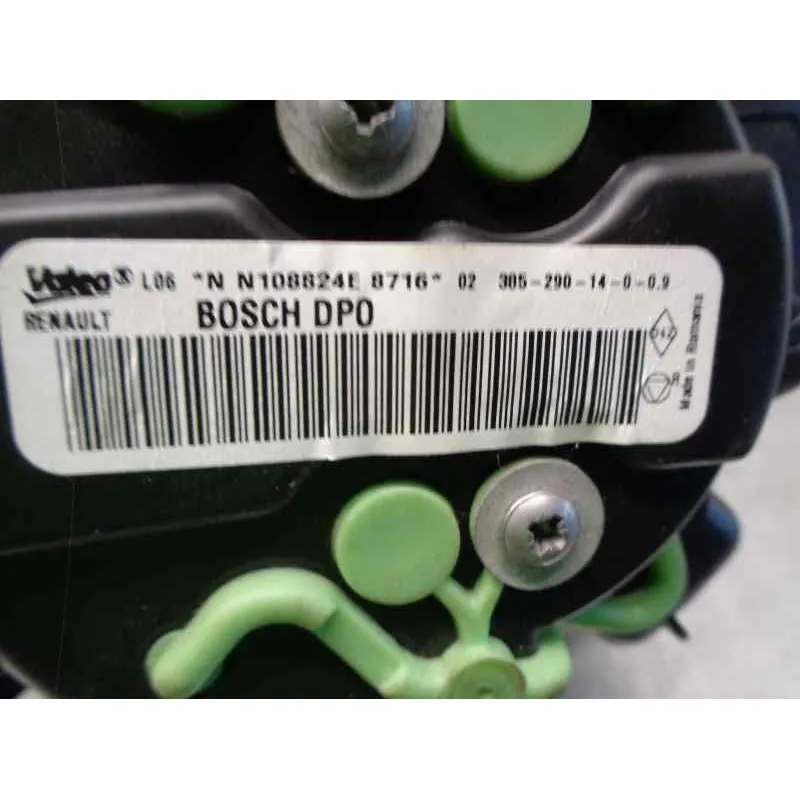 Valeo L06 "N N108824E 8716" 02 305-290-14-0-0.9
RENAULT BOSCH DPO
Made in Romania